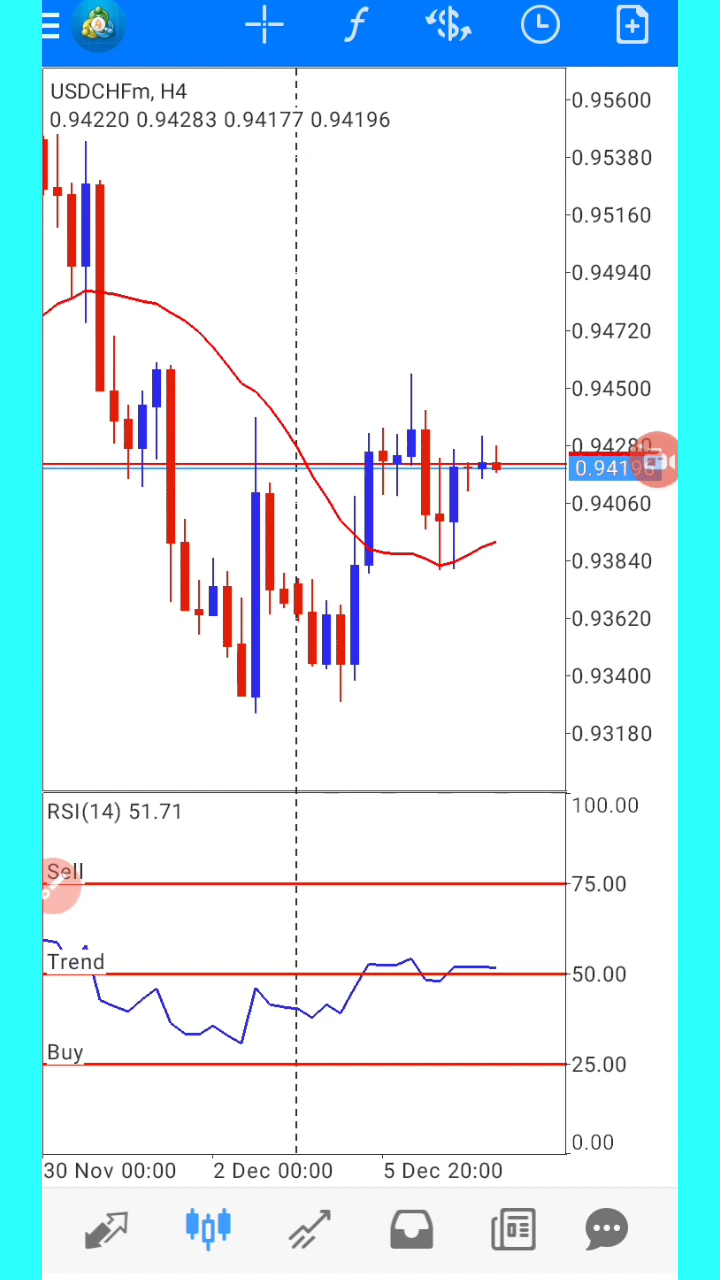 USDCHFm, H4
0.94220 0.94283 0.94177 0.94196
0.95600
0.95380
0.95160
0.94940
0.94720
0.94500
0.94280
0.94196
0.94060
0.93840
0.93620
0.93400
0.93180
RSI(14) 51.71
100.00
Sell
75.00
Trend
50.00
Buy
25.00
0.00
30 Nov 00:00
2 Dec 00:00
5 Dec 20:00